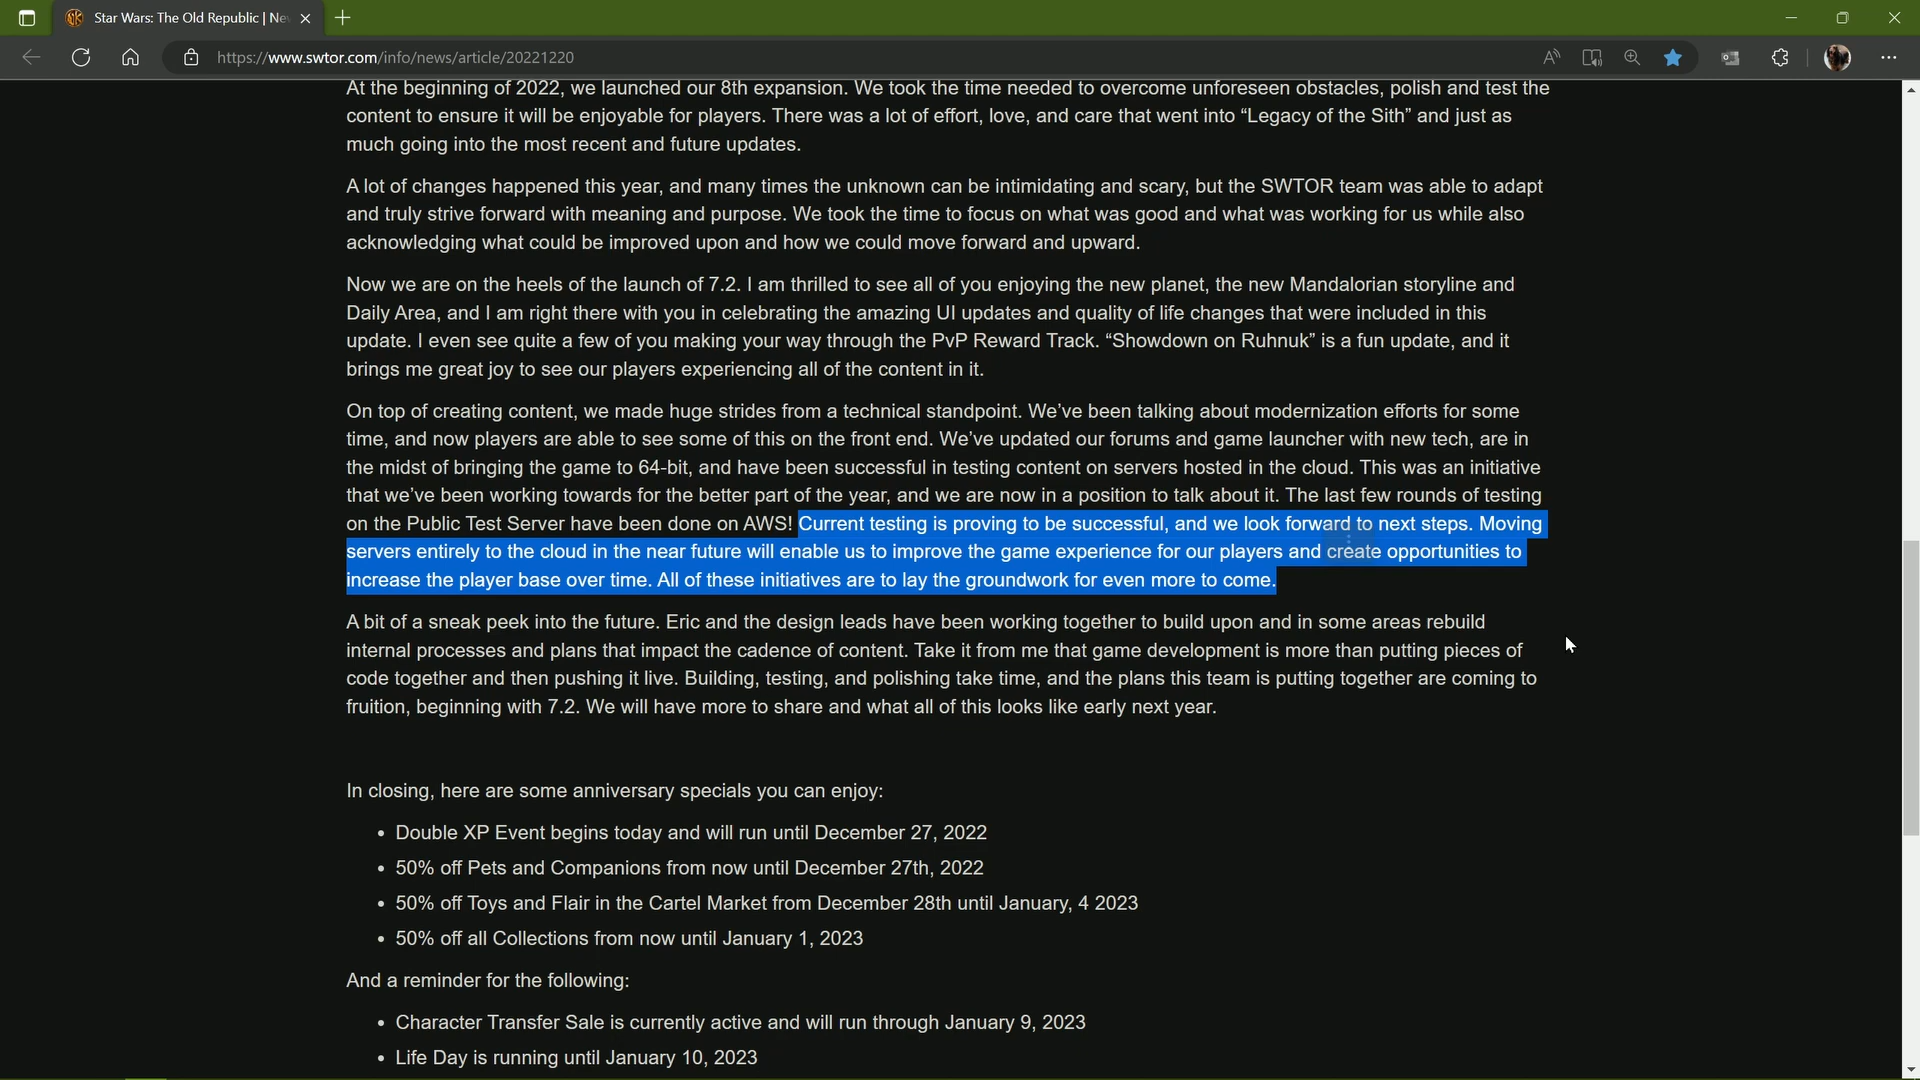 Star Wars: The Old Republic | Ne
https://www.swtor.com/info/news/article/20221220
At the beginning of 2022, we launched our 8th expansion. We took the time needed to overcome unforeseen obstacles, polish and test the
content to ensure it will be enjoyable for players. There was a lot of effort, love, and care that went into “Legacy of the Sith” and just as
much going into the most recent and future updates.
A lot of changes happened this year, and many times the unknown can be intimidating and scary, but the SWTOR team was able to adapt
and truly strive forward with meaning and purpose. We took the time to focus on what was good and what was working for us while also
acknowledging what could be improved upon and how we could move forward and upward.
Now we are on the heels of the launch of 7.2. I am thrilled to see all of you enjoying the new planet, the new Mandalorian storyline and
Daily Area, and I am right there with you in celebrating the amazing UI updates and quality of life changes that were included in this
update. I even see quite a few of you making your way through the PvP Reward Track. “Showdown on Ruhnuk” is a fun update, and it
brings me great joy to see our players experiencing all of the content in it.
On top of creating content, we made huge strides from a technical standpoint. We’ve been talking about modernization efforts for some
time, and now players are able to see some of this on the front end. We’ve updated our forums and game launcher with new tech, are in
the midst of bringing the game to 64-bit, and have been successful in testing content on servers hosted in the cloud. This was an initiative
that we’ve been working towards for the better part of the year, and we are now in a position to talk about it. The last few rounds of testing
on the Public Test Server have been done on AWS! Current testing is proving to be successful, and we look forward to next steps. Moving
servers entirely to the cloud in the near future will enable us to improve the game experience for our players and create opportunities to
increase the player base over time. All of these initiatives are to lay the groundwork for even more to come.
A bit of a sneak peek into the future. Eric and the design leads have been working together to build upon and in some areas rebuild
internal processes and plans that impact the cadence of content. Take it from me that game development is more than putting pieces of
code together and then pushing it live. Building, testing, and polishing take time, and the plans this team is putting together are coming to
fruition, beginning with 7.2. We will have more to share and what all of this looks like early next year.
In closing, here are some anniversary specials you can enjoy:
• Double XP Event begins today and will run until December 27, 2022
• 50% off Pets and Companions from now until December 27th, 2022
• 50% off Toys and Flair in the Cartel Market from December 28th until January, 4 2023
• 50% off all Collections from now until January 1, 2023
And a reminder for the following:
• Character Transfer Sale is currently active and will run through January 9, 2023
• Life Day is running until January 10, 2023